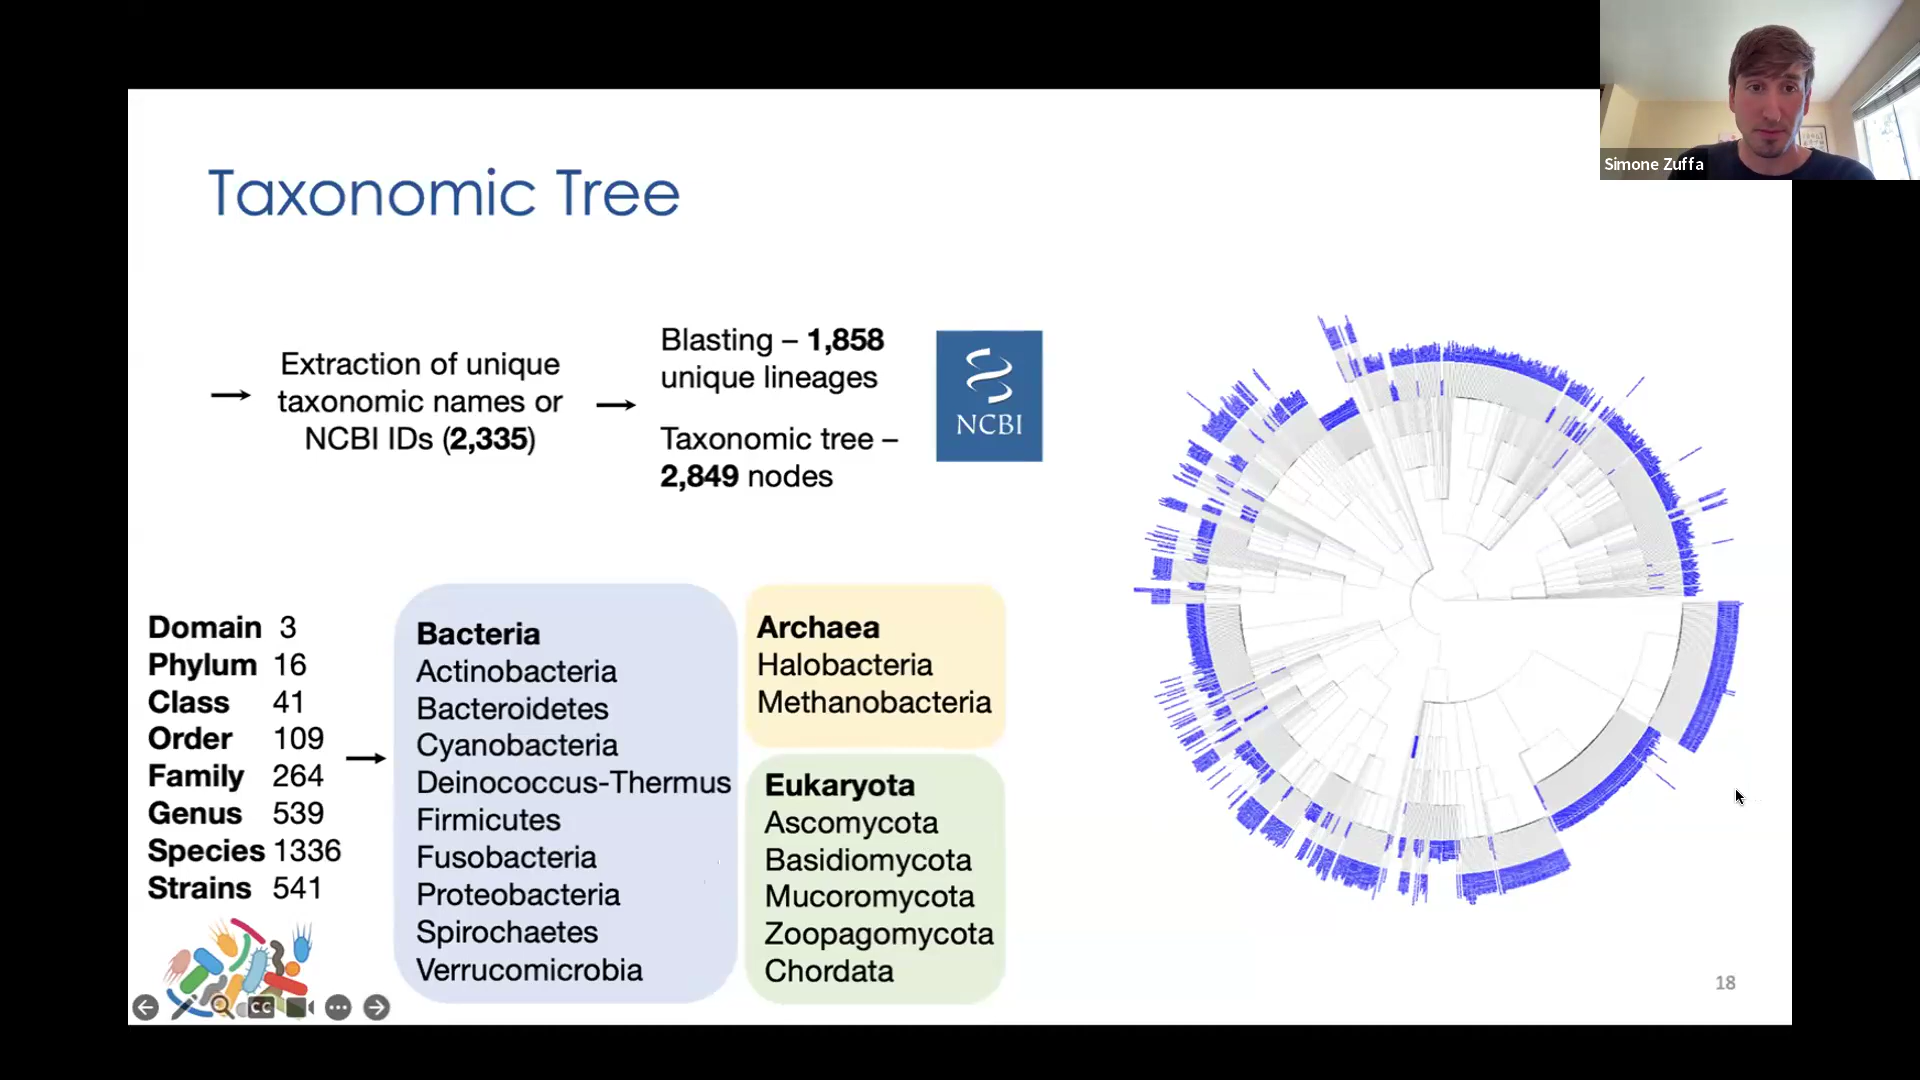 Simone Zuffa
Taxonomic Tree
Extraction of unique
taxonomic names or
NCBI IDs (2,335)
Blasting – 1,858
unique lineages
Taxonomic tree –
2,849 nodes
NCBI
Domain 3
Phylum 16
Class 41
Order 109
Family 264
Genus 539
Species 1336
Strains 541
Bacteria
Actinobacteria
Bacteroidetes
Cyanobacteria
Deinococcus-Thermus
Firmicutes
Fusobacteria
Proteobacteria
Spirochaetes
Verrucomicrobia
Archaea
Halobacteria
Methanobacteria
Eukaryota
Ascomycota
Basidiomycota
Mucoromycota
Zoopagomycota
Chordata
CC
18